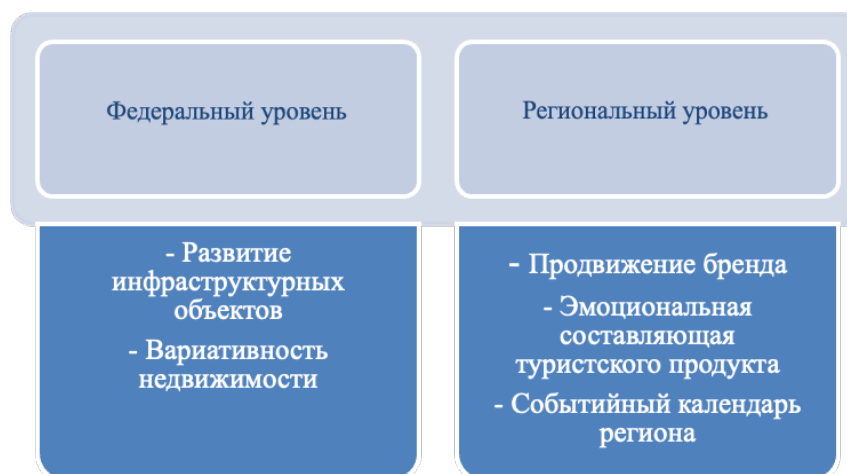 Федеральный уровень
Региональный уровень
- Развитие
инфраструктурных
объектов
- Вариативность
недвижимости
- Продвижение бренда
- Эмоциональная
составляющая
туристского продукта
- Событийный календарь
региона